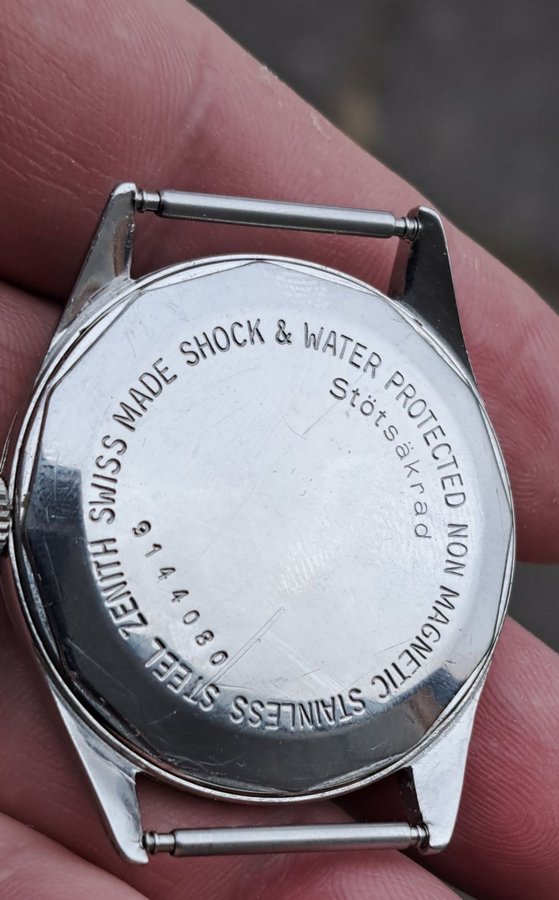 ZENITH SWISS MADE SHOCK & WATER PROTECTED NON MAGNETIC STAINLESS STEEL
Stötsäkrad
9144080